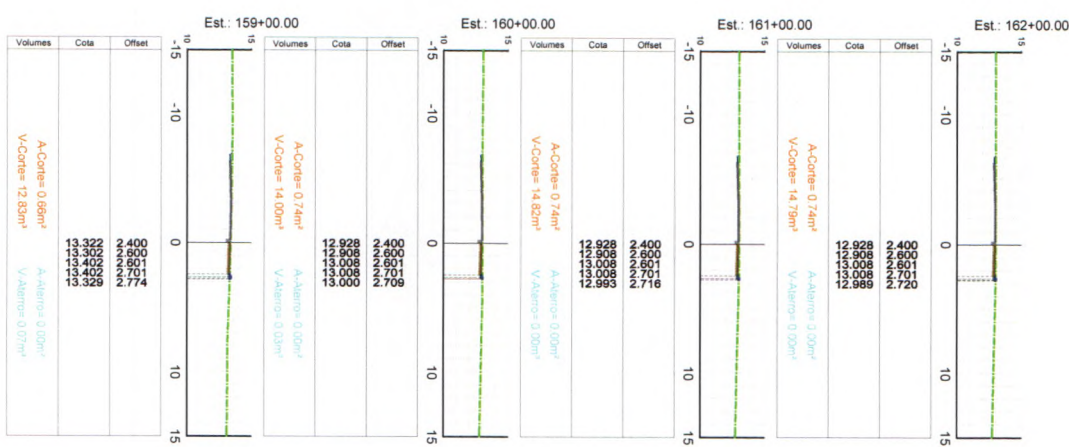 Est.: 159+00.00
Volumes Cota Offset
A-Corte= 0.66m²
V-Corte= 12.83m³
A-Aterro= 0.00m²
V-Aterro= 0.07m³
13.322 2.400
13.302 2.600
13.402 2.601
13.402 2.701
13.329 2.774
10 15
-15
-10
0
10
15
Est.: 160+00.00
Volumes Cota Offset
A-Corte= 0.74m²
V-Corte= 14.00m³
A-Aterro= 0.00m²
V-Aterro= 0.03m³
12.928 2.400
12.908 2.600
13.008 2.601
13.008 2.701
13.000 2.709
10 15
-15
-10
0
10
15
Est.: 161+00.00
Volumes Cota Offset
A-Corte= 0.74m²
V-Corte= 14.82m³
A-Aterro= 0.00m²
V-Aterro= 0.00m³
12.928 2.400
12.908 2.600
13.008 2.601
13.008 2.701
12.993 2.716
10 15
-15
-10
0
10
15
Est.: 162+00.00
Volumes Cota Offset
A-Corte= 0.74m²
V-Corte= 14.79m³
A-Aterro= 0.00m²
V-Aterro= 0.00m³
12.928 2.400
12.908 2.600
13.008 2.601
13.008 2.701
12.989 2.720
10 15
-15
-10
0
10
15